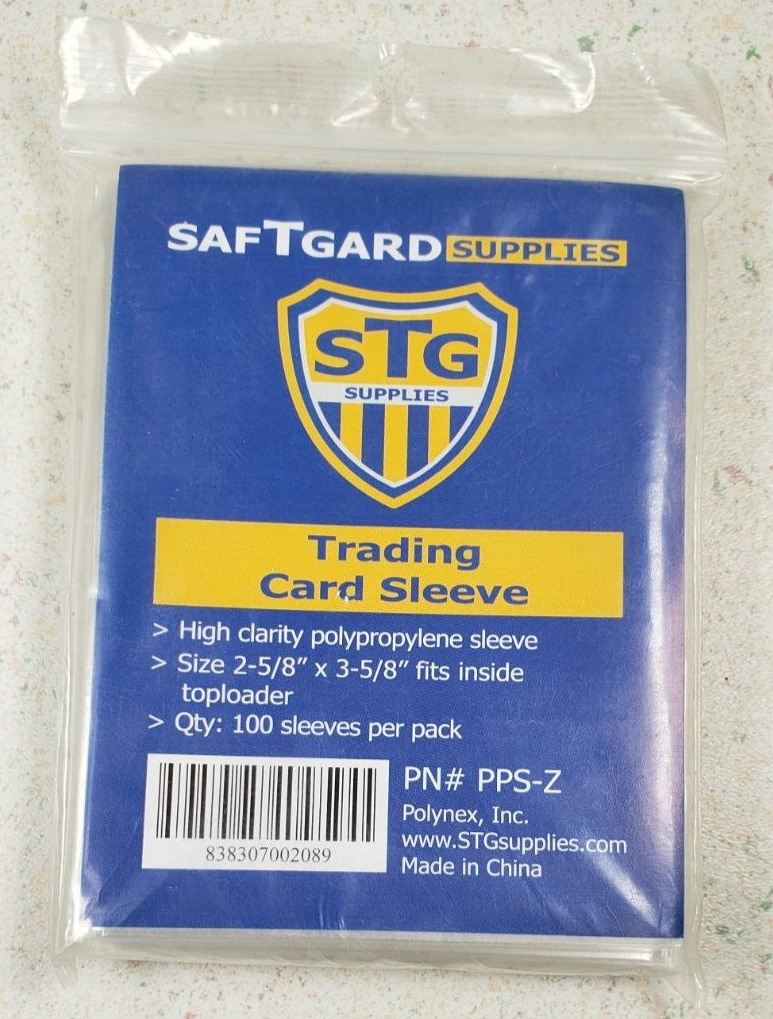 SAFTGARD SUPPLIES
STG
SUPPLIES
Trading
Card Sleeve
> High clarity polypropylene sleeve
> Size 2-5/8" x 3-5/8" fits inside
toploader
> Qty: 100 sleeves per pack
PN# PPS-Z
Polynex, Inc.
www.STGsupplies.com
Made in China
838307002089